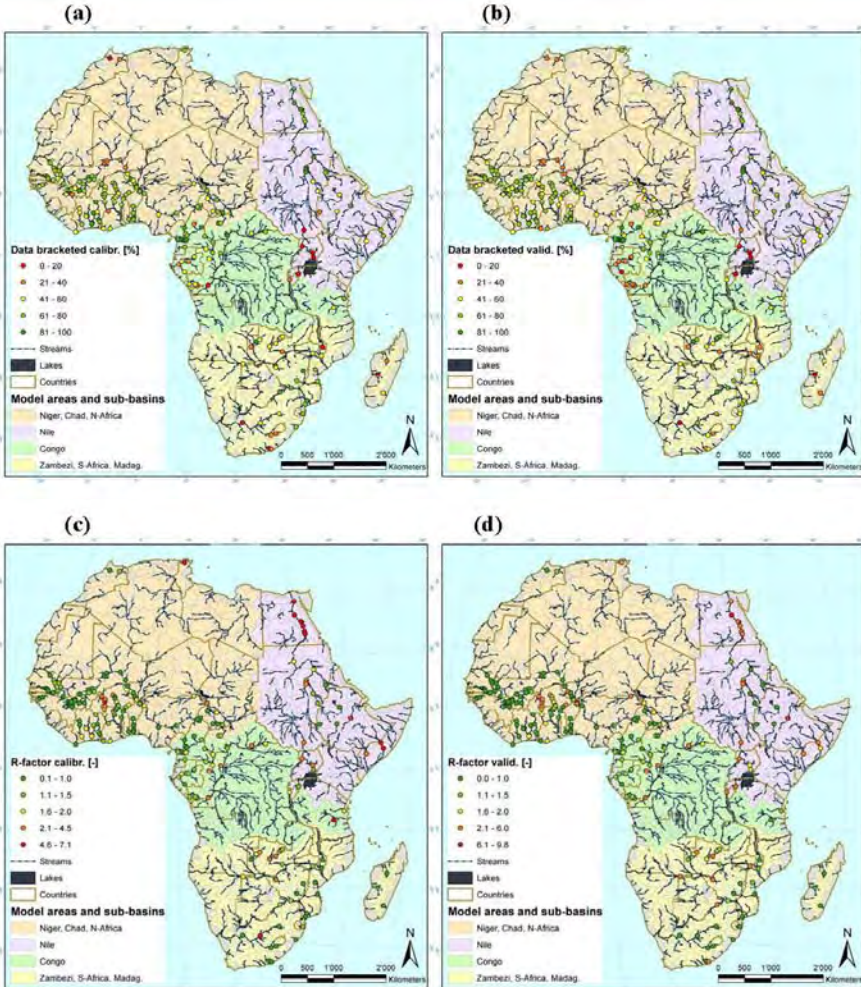 (a)
Data bracketed calibr. [%]
0 - 20
21 - 40
41 - 60
61 - 80
81 - 100
Streams
Lakes
Countries
Model areas and sub-basins
Niger, Chad, N-Africa
Nile
Congo
Zambezi, S-Africa, Madag.
N
0 500 1'000 2'000
Kilometers
(b)
Data bracketed valid. [%]
0 - 20
21 - 40
41 - 60
61 - 80
81 - 100
Streams
Lakes
Countries
Model areas and sub-basins
Niger, Chad, N-Africa
Nile
Congo
Zambezi, S-Africa, Madag.
N
0 500 1'000 2'000
Kilometers
(c)
R-factor calibr. [-]
0.1 - 1.0
1.1 - 1.5
1.6 - 2.0
2.1 - 4.5
4.6 - 7.1
Streams
Lakes
Countries
Model areas and sub-basins
Niger, Chad, N-Africa
Nile
Congo
Zambezi, S-Africa, Madag.
N
0 500 1'000 2'000
Kilometers
(d)
R-factor valid. [-]
0.0 - 1.0
1.1 - 1.5
1.6 - 2.0
2.1 - 6.0
6.1 - 9.8
Streams
Lakes
Countries
Model areas and sub-basins
Niger, Chad, N-Africa
Nile
Congo
Zambezi, S-Africa, Madag.
N
0 500 1'000 2'000
Kilometers